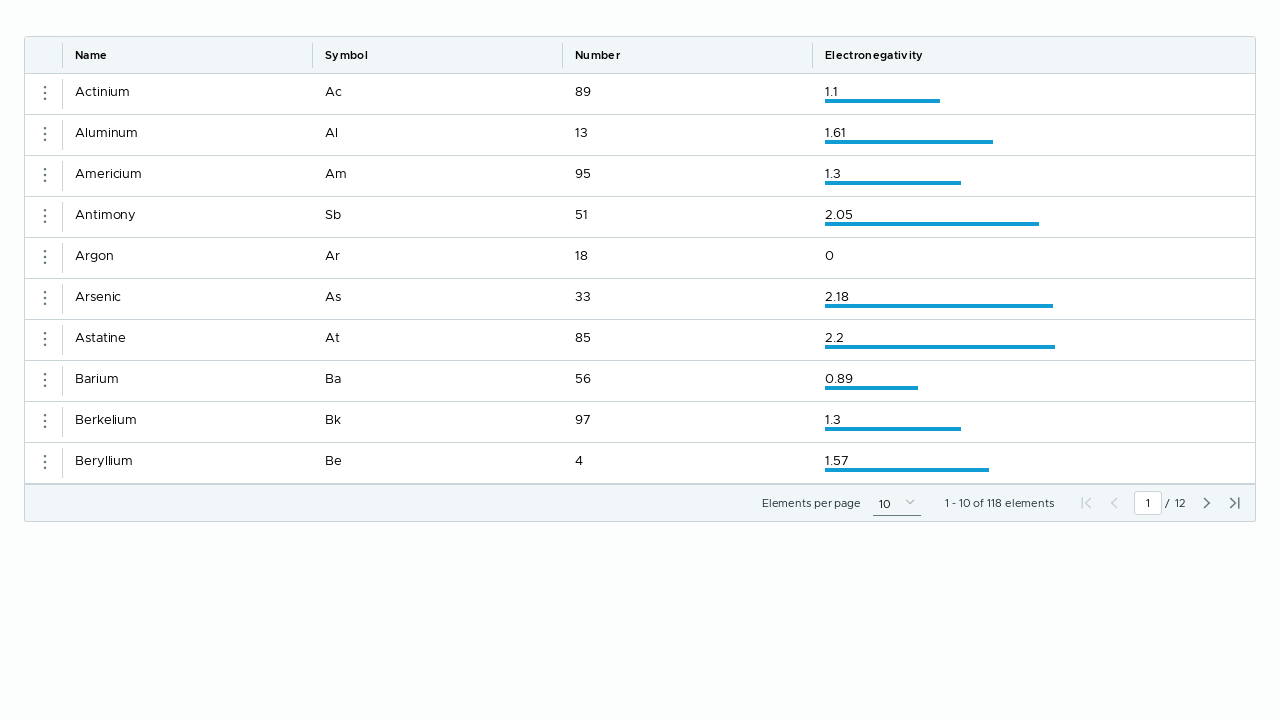 Name Symbol Number Electronegativity
Actinium Ac 89 1.1
Aluminum Al 13 1.61
Americium Am 95 1.3
Antimony Sb 51 2.05
Argon Ar 18 0
Arsenic As 33 2.18
Astatine At 85 2.2
Barium Ba 56 0.89
Berkelium Bk 97 1.3
Beryllium Be 4 1.57
Elements per page 10 1 - 10 of 118 elements 1 / 12